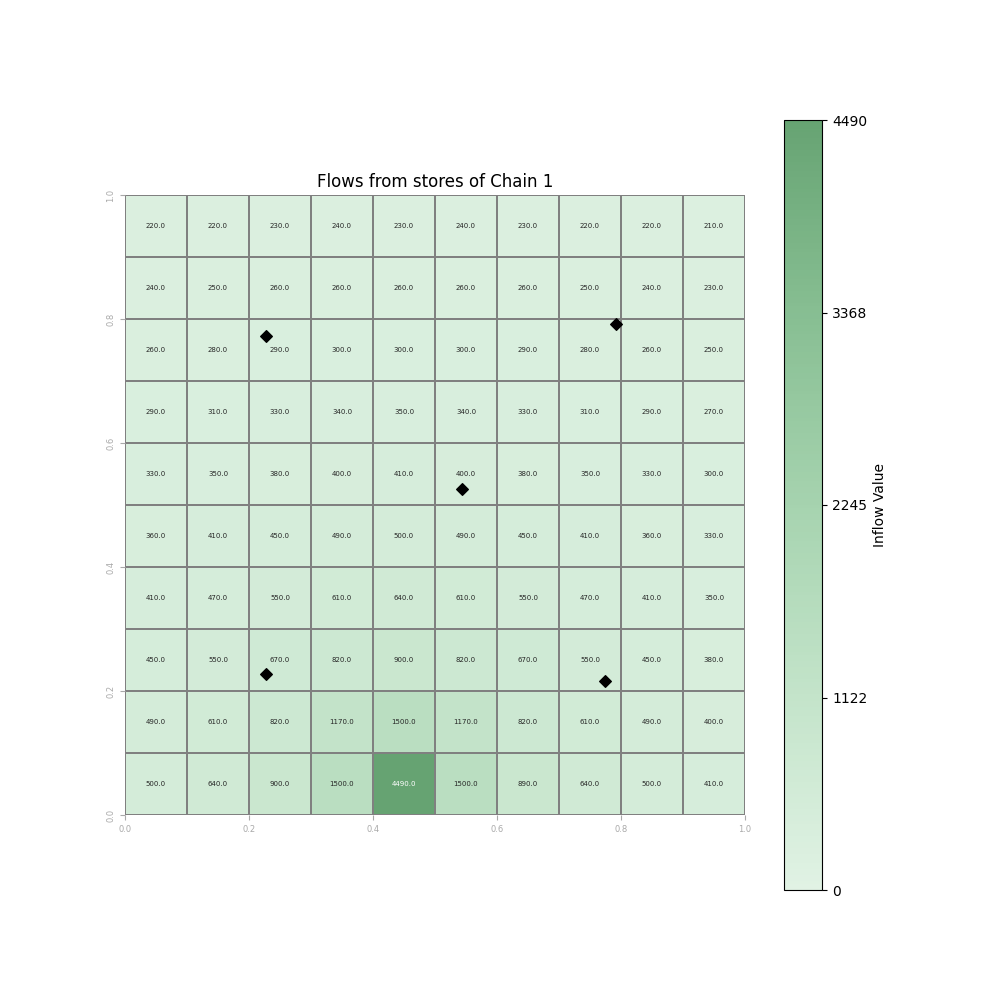 Flows from stores of Chain 1
1.0
220.0 220.0 230.0 240.0 230.0 240.0 230.0 220.0 220.0 210.0
240.0 250.0 260.0 260.0 260.0 260.0 260.0 250.0 240.0 230.0
0.8
260.0 280.0 290.0 300.0 300.0 300.0 290.0 280.0 260.0 250.0
290.0 310.0 330.0 340.0 350.0 340.0 330.0 310.0 290.0 270.0
0.6
330.0 350.0 380.0 400.0 410.0 400.0 380.0 350.0 330.0 300.0
360.0 410.0 450.0 490.0 500.0 490.0 450.0 410.0 360.0 330.0
0.4
410.0 470.0 550.0 610.0 640.0 610.0 550.0 470.0 410.0 350.0
450.0 550.0 670.0 820.0 900.0 820.0 670.0 550.0 450.0 380.0
0.2
490.0 610.0 820.0 1170.0 1500.0 1170.0 820.0 610.0 490.0 400.0
500.0 640.0 900.0 1500.0 4490.0 1500.0 890.0 640.0 500.0 410.0
0.0
0.0 0.2 0.4 0.6 0.8 1.0
4490
3368
2245
1122
0
Inflow Value